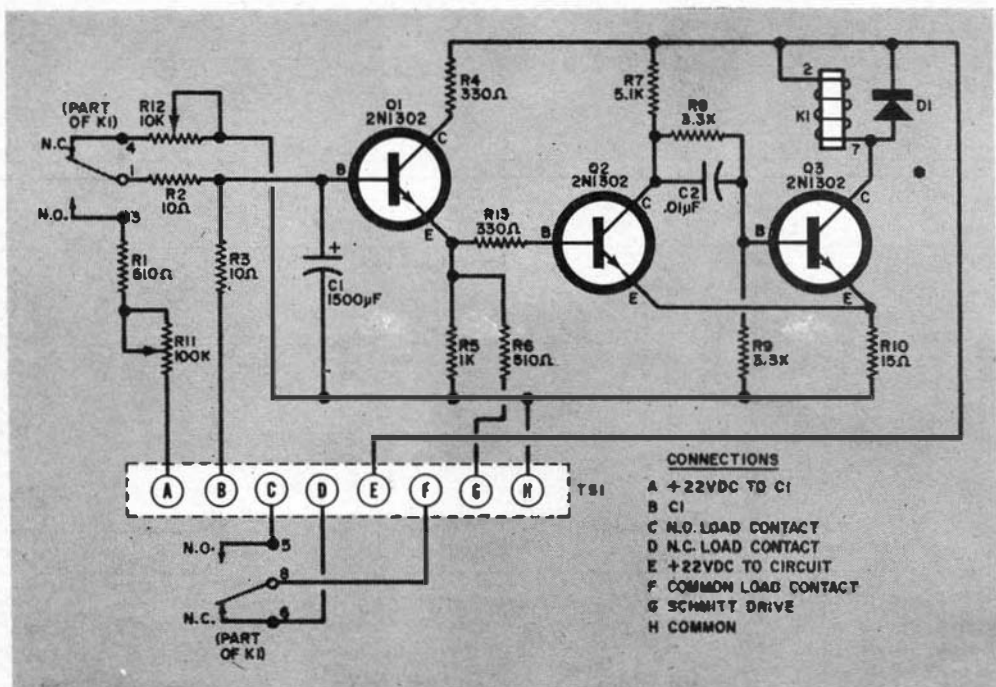 (PART
OF K1)
R12
10K
N.C.
4
1
R2
10Ω
N.O.
3
R1
510Ω
R11
100K
R3
10Ω
+
C1
1500µF
Q1
2N1302
B
C
E
R4
330Ω
R13
330Ω
R5
1K
R6
510Ω
Q2
2N1302
B
C
E
R7
5.1K
R8
3.3K
C2
.01µF
R9
3.3K
Q3
2N1302
B
C
E
R10
15Ω
2
K1
7
D1
A
B
C
D
E
F
G
H
TS1
N.O.
5
8
N.C.
6
(PART
OF K1)
CONNECTIONS
A +22VDC TO C1
B C1
C N.O. LOAD CONTACT
D N.C. LOAD CONTACT
E +22VDC TO CIRCUIT
F COMMON LOAD CONTACT
G SCHMITT DRIVE
H COMMON